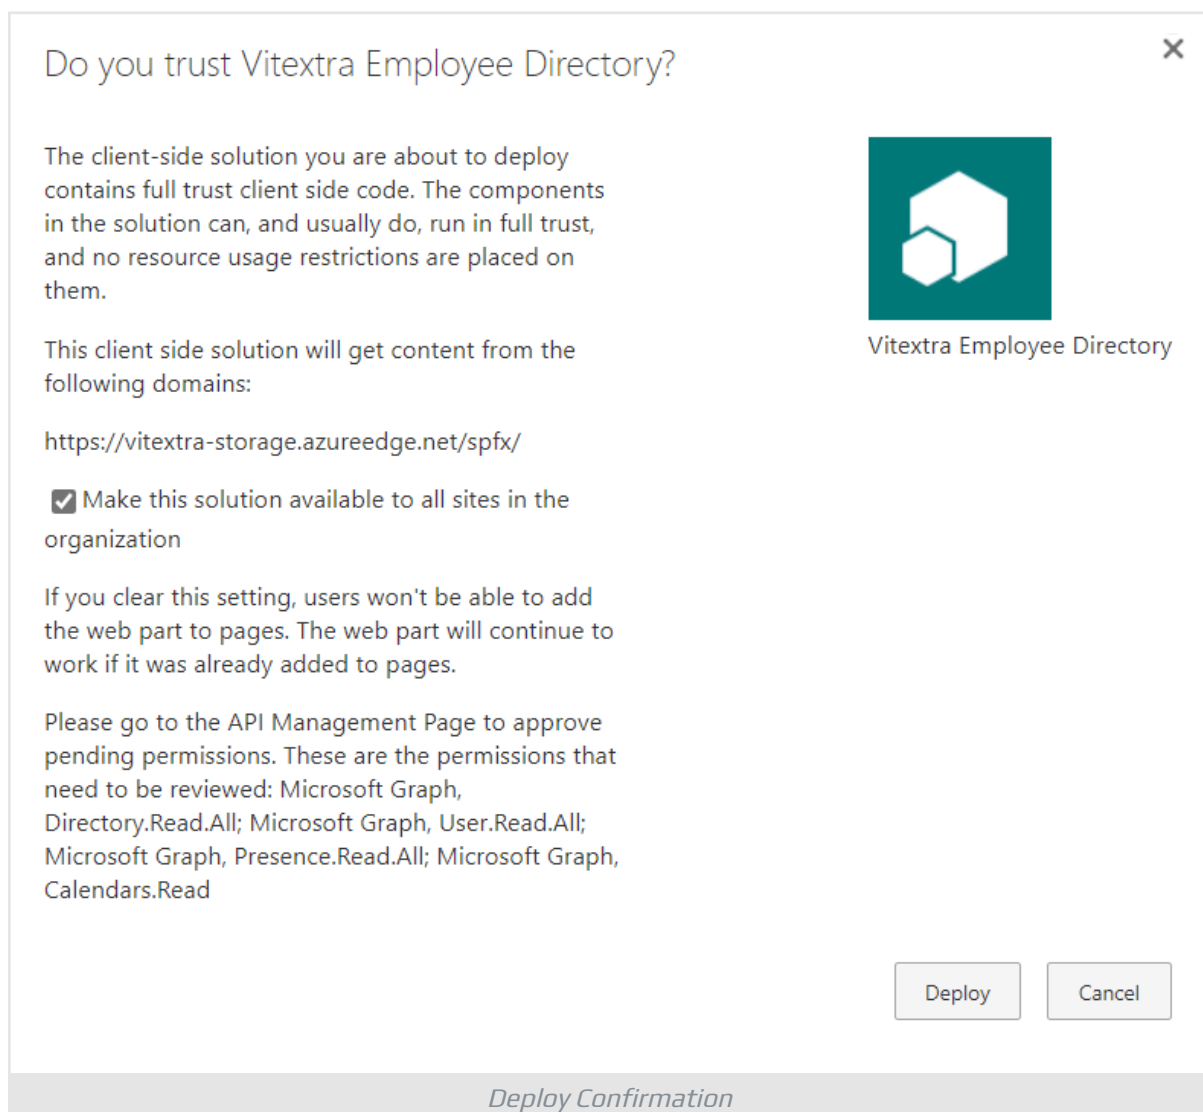 Do you trust Vitextra Employee Directory?
The client-side solution you are about to deploy
contains full trust client side code. The components
in the solution can, and usually do, run in full trust,
and no resource usage restrictions are placed on
them.
This client side solution will get content from the
following domains:
https://vitextra-storage.azureedge.net/spfx/
Make this solution available to all sites in the
organization
If you clear this setting, users won't be able to add
the web part to pages. The web part will continue to
work if it was already added to pages.
Please go to the API Management Page to approve
pending permissions. These are the permissions that
need to be reviewed: Microsoft Graph,
Directory.Read.All; Microsoft Graph, User.Read.All;
Microsoft Graph, Presence.Read.All; Microsoft Graph,
Calendars.Read
Vitextra Employee Directory
Deploy
Cancel
Deploy Confirmation